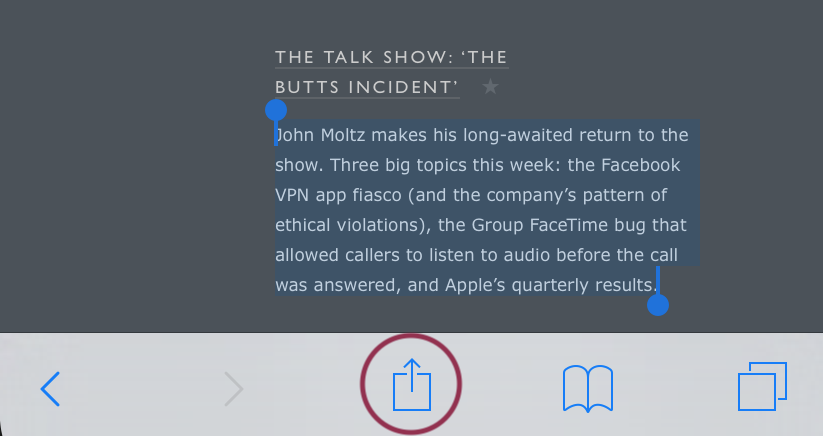 THE TALK SHOW: ‘THE
BUTTS INCIDENT’ ★
John Moltz makes his long-awaited return to the
show. Three big topics this week: the Facebook
VPN app fiasco (and the company’s pattern of
ethical violations), the Group FaceTime bug that
allowed callers to listen to audio before the call
was answered, and Apple’s quarterly results.